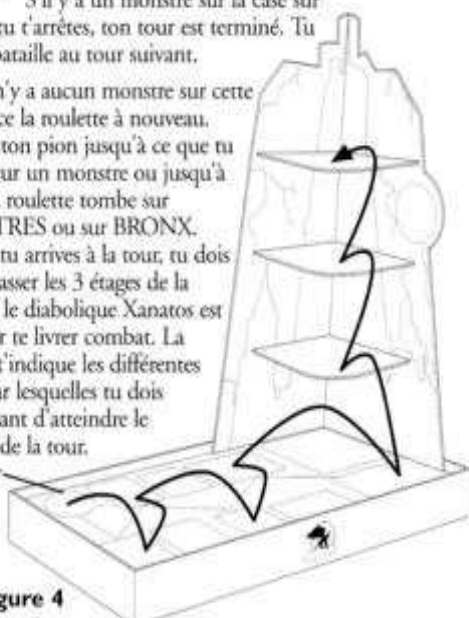 S'il y a un monstre sur la case sur
tu t'arrêtes, ton tour est terminé. Tu
bataille au tour suivant.
n'y a aucun monstre sur cette
ce la roulette à nouveau.
ton pion jusqu'à ce que tu
sur un monstre ou jusqu'à
roulette tombe sur
TRES ou sur BRONX.
tu arrives à la tour, tu dois
asser les 3 étages de la
le diabolique Xanatos est
r te livrer combat. La
t'indique les différentes
r lesquelles tu dois
ant d'atteindre le
de la tour.
gure 4